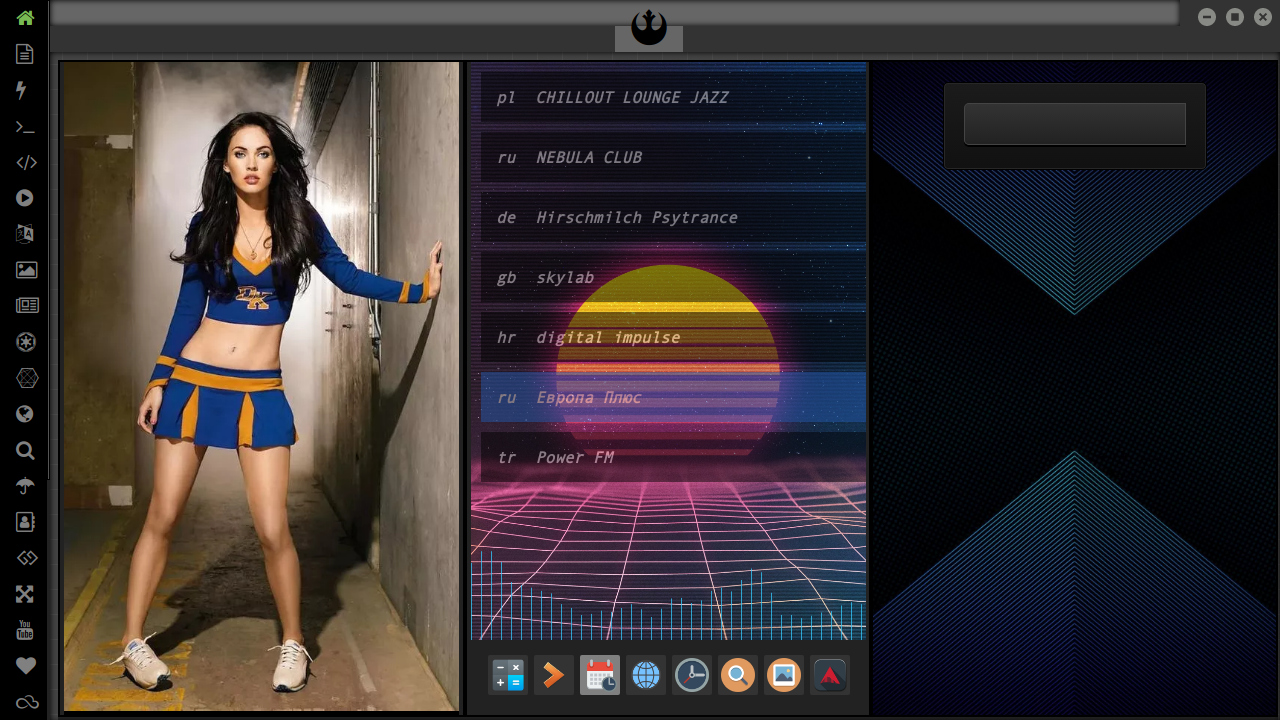 pl CHILLOUT LOUNGE JAZZ
ru NEBULA CLUB
de Hirschmilch Psytrance
gb skylab
hr digital impulse
ru Европа Плюс
tr Power FM
You
Tube